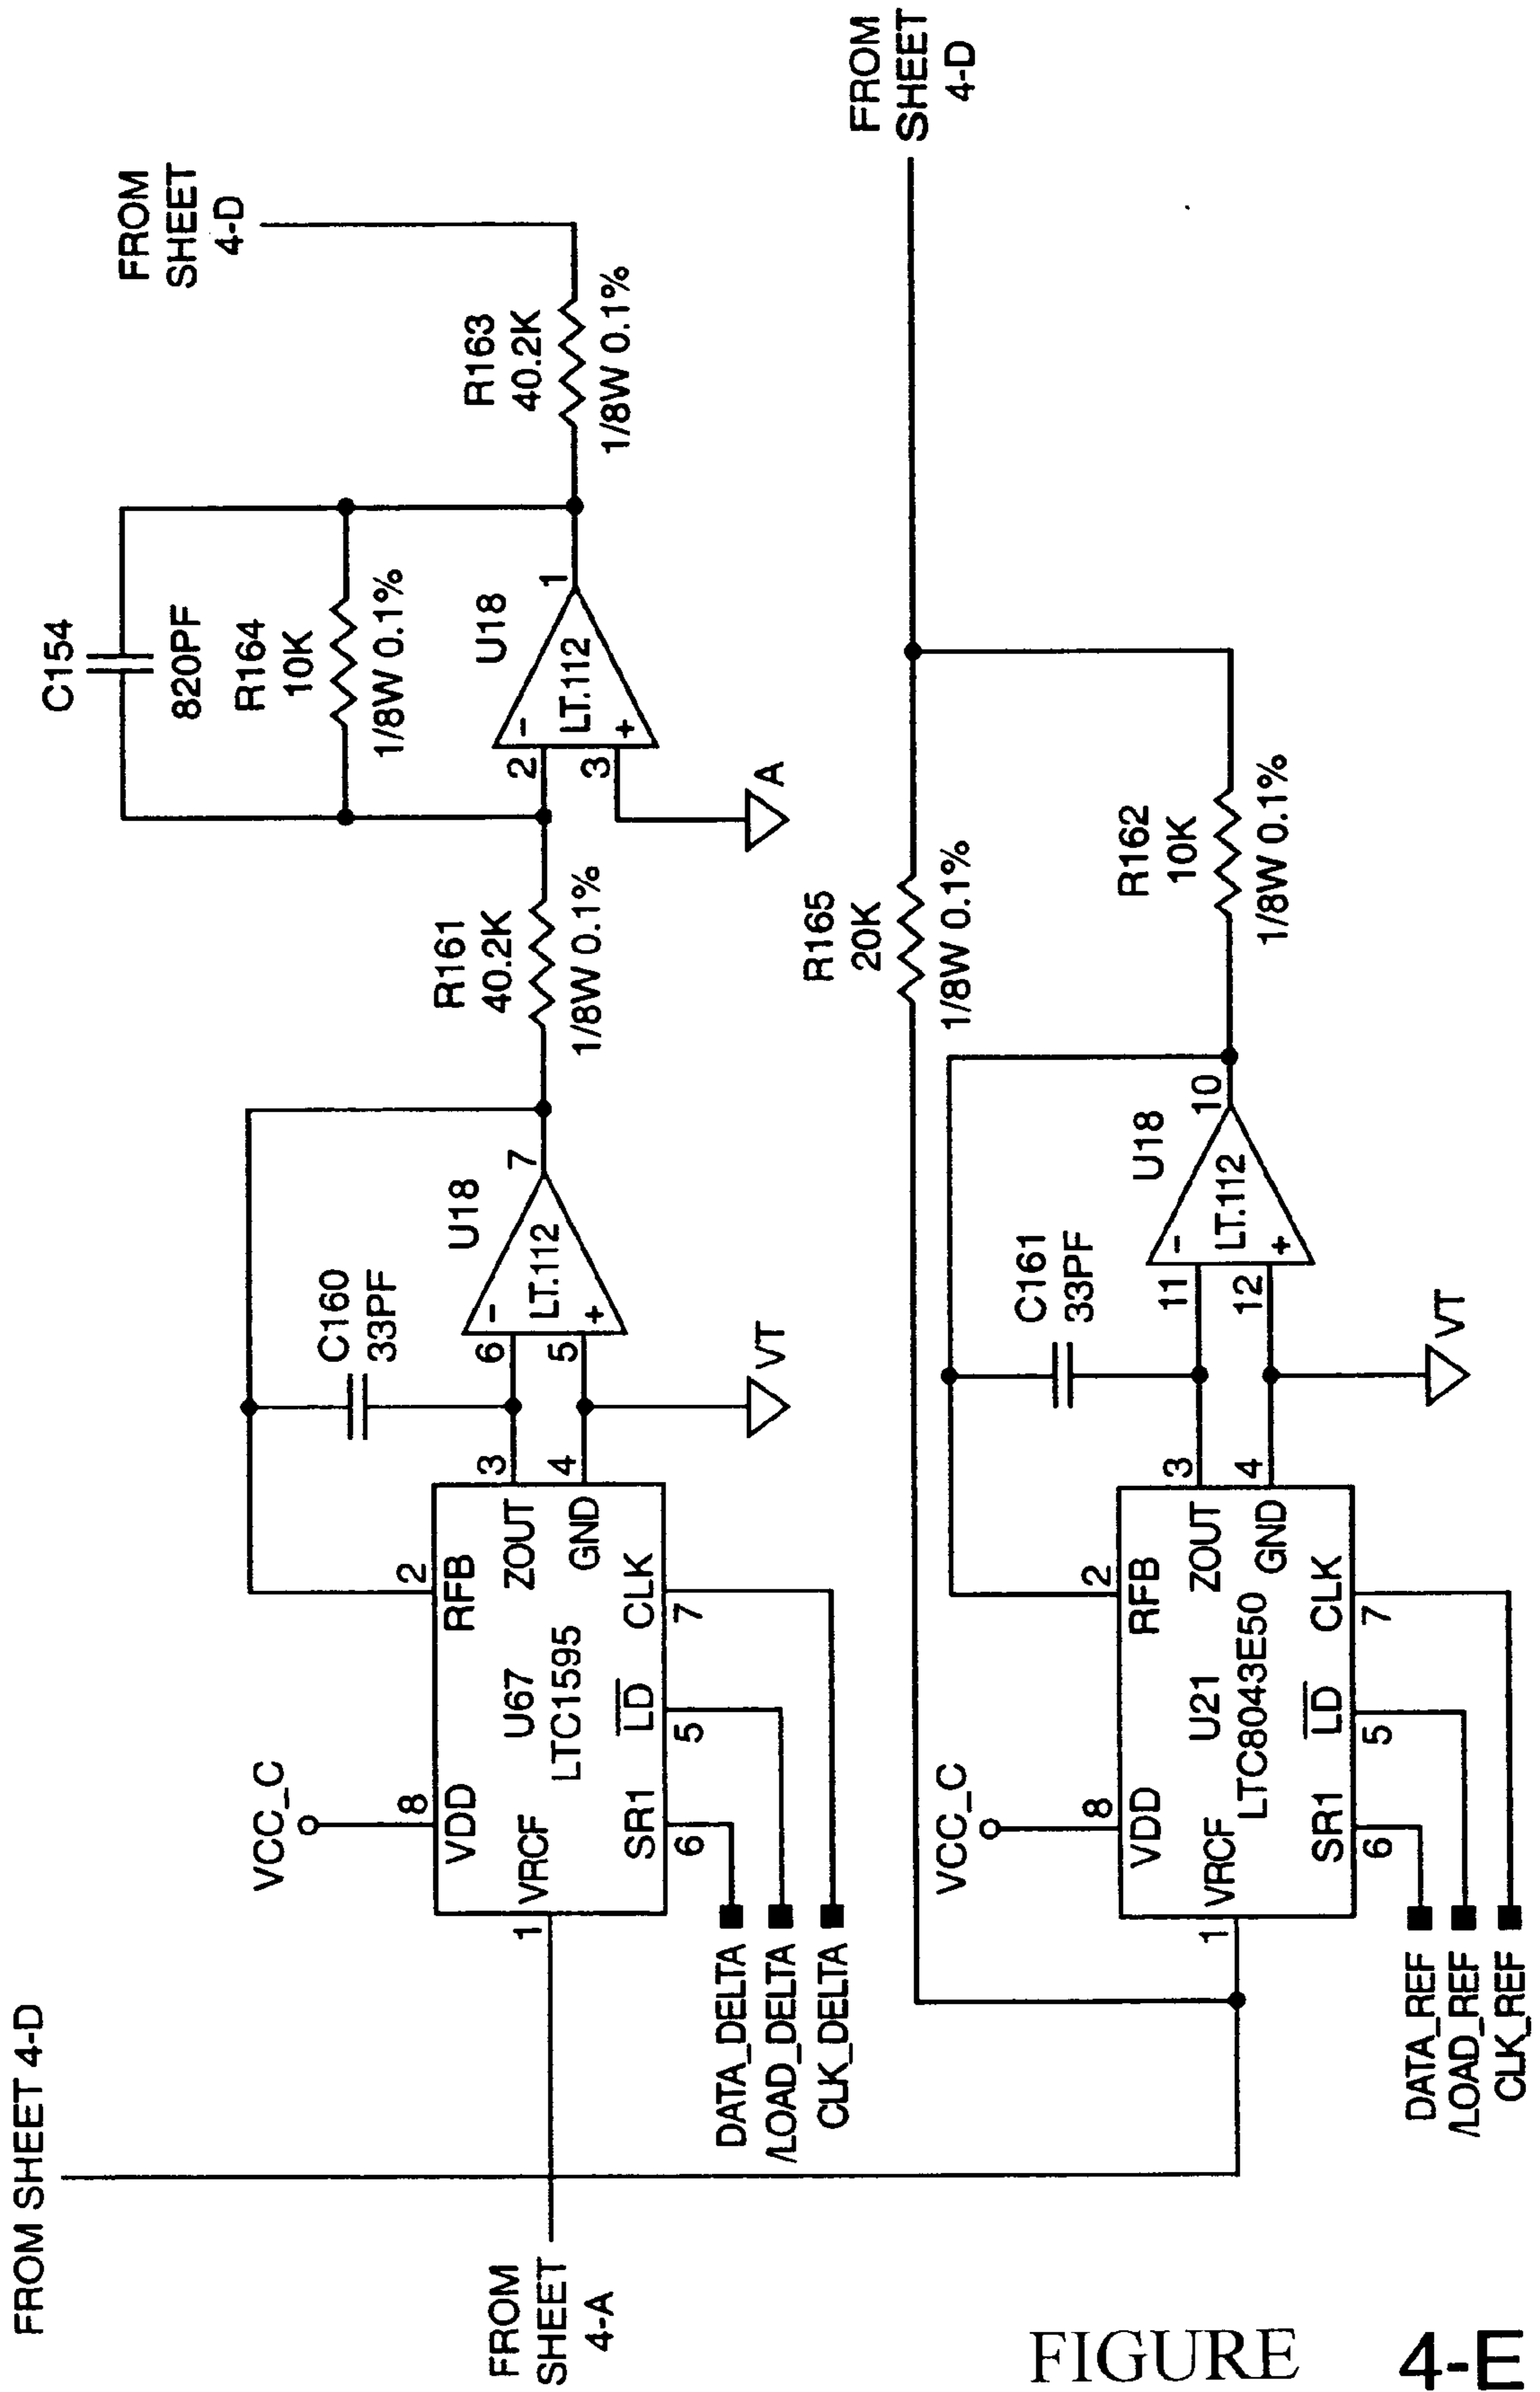 FROM SHEET 4-D
FROM
SHEET
4-A
VCC_C
8
VDD
2
RFB
1
VRCF
U67
LTC1595
ZOUT
3
GND
4
SR1
LD
CLK
6
5
7
DATA_DELTA
/LOAD_DELTA
CLK_DELTA
C160
33PF
6
5
-
+
LT.112
U18
7
VT
R161
40.2K
1/8W 0.1%
C154
820PF
R164
10K
1/8W 0.1%
2
3
-
+
LT.112
U18
1
A
R163
40.2K
1/8W 0.1%
FROM
SHEET
4-D
VCC_C
8
VDD
2
RFB
1
VRCF
U21
LTC8043E50
ZOUT
3
GND
4
SR1
LD
CLK
6
5
7
DATA_REF
/LOAD_REF
CLK_REF
C161
33PF
11
12
-
+
LT.112
U18
10
VT
R165
20K
1/8W 0.1%
R162
10K
1/8W 0.1%
FROM
SHEET
4-D
FIGURE 4-E